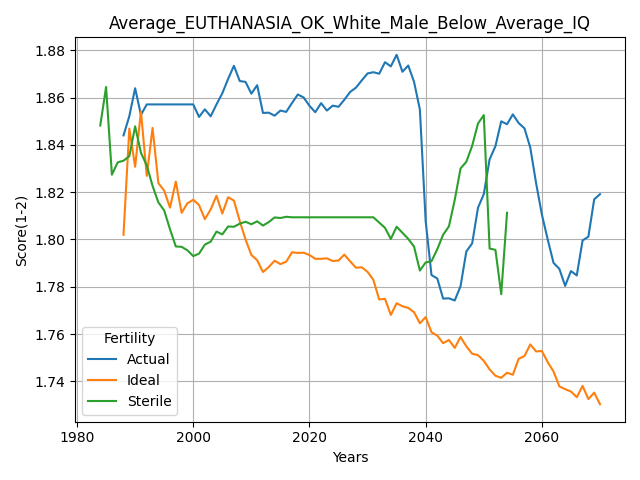 Average_EUTHANASIA_OK_White_Male_Below_Average_IQ
1.88
1.86
1.84
1.82
1.80
1.78
1.76
1.74
Score(1-2)
Fertility
Actual
Ideal
Sterile
1980 2000 2020 2040 2060
Years